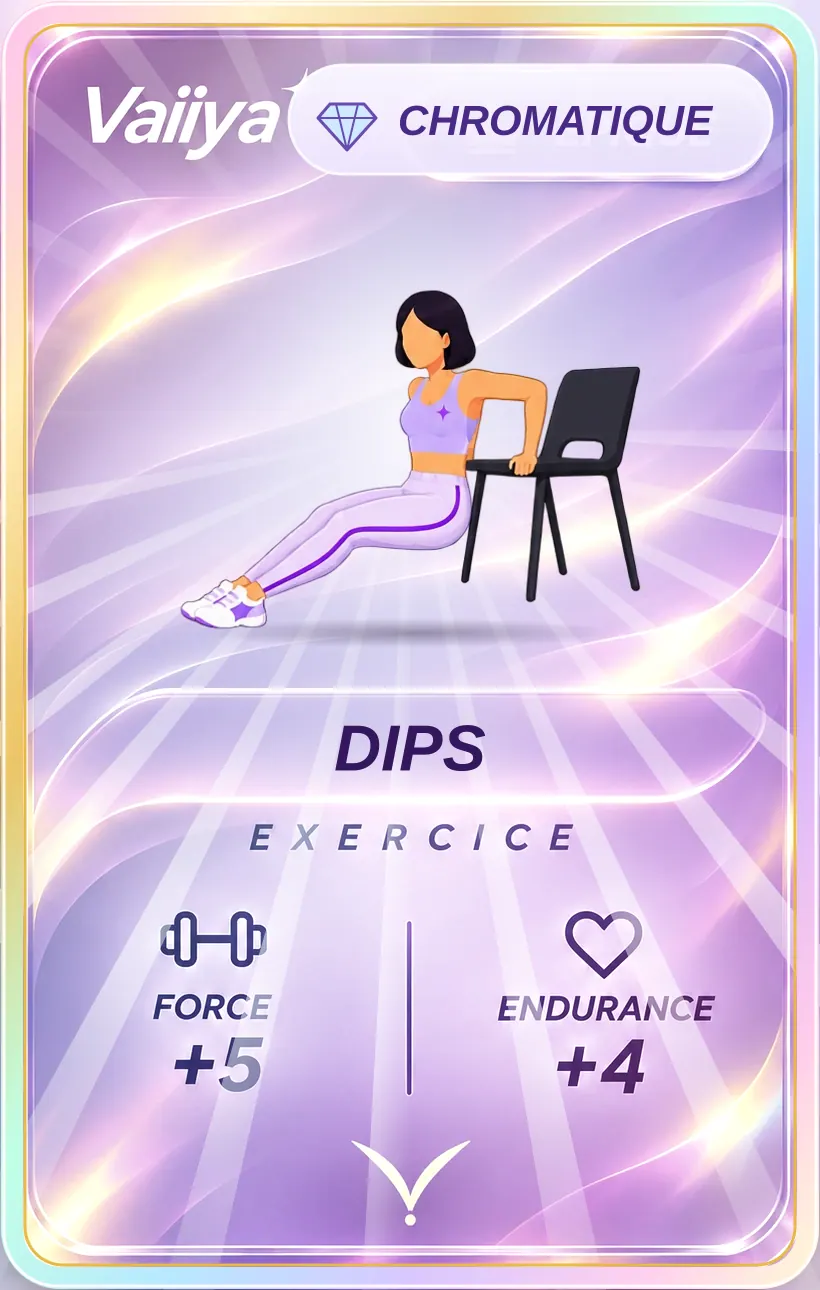 Vaiiya
CHROMATIQUE
DIPS
EXERCICE
FORCE
+5
ENDURANCE
+4